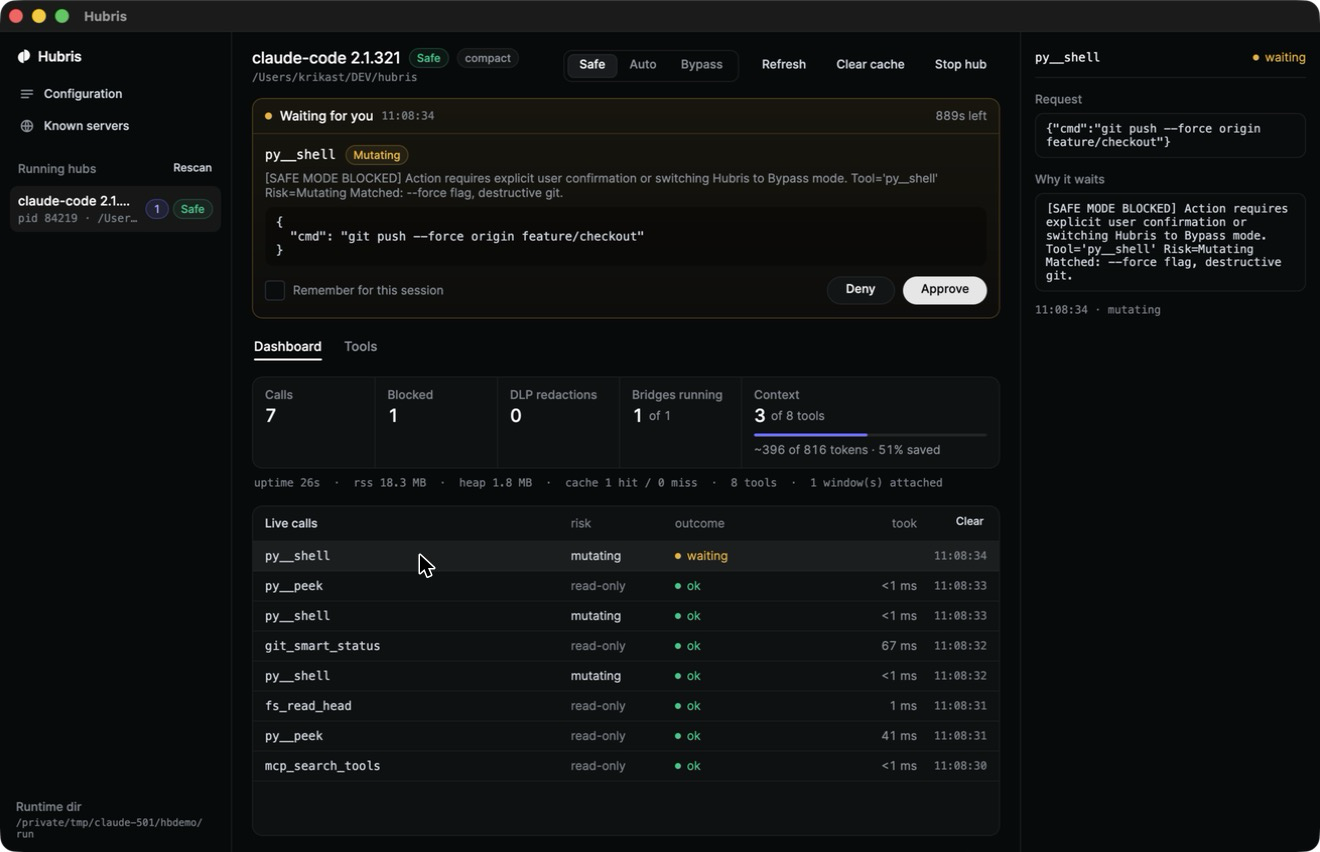 Hubris
Hubris
Configuration
Known servers
Running hubs Rescan
claude-code 2.1.... 1 Safe
pid 84219 · /User…
Runtime dir
/private/tmp/claude-501/hbdemo/
run
claude-code 2.1.321 Safe compact
/Users/krikast/DEV/hubris
Safe Auto Bypass Refresh Clear cache Stop hub
Waiting for you 11:08:34 889s left
py__shell Mutating
[SAFE MODE BLOCKED] Action requires explicit user confirmation or switching Hubris to Bypass mode. Tool='py__shell'
Risk=Mutating Matched: --force flag, destructive git.
{
"cmd": "git push --force origin feature/checkout"
}
Remember for this session Deny Approve
Dashboard Tools
Calls Blocked DLP redactions Bridges running Context
7 1 0 1 of 1 3 of 8 tools
~396 of 816 tokens · 51% saved
uptime 26s · rss 18.3 MB · heap 1.8 MB · cache 1 hit / 0 miss · 8 tools · 1 window(s) attached
Live calls risk outcome took Clear
py__shell mutating waiting 11:08:34
py__peek read-only ok <1 ms 11:08:33
py__shell mutating ok <1 ms 11:08:33
git_smart_status read-only ok 67 ms 11:08:32
py__shell mutating ok <1 ms 11:08:32
fs_read_head read-only ok 1 ms 11:08:31
py__peek read-only ok 41 ms 11:08:31
mcp_search_tools read-only ok <1 ms 11:08:30
py__shell waiting
Request
{"cmd":"git push --force origin
feature/checkout"}
Why it waits
[SAFE MODE BLOCKED] Action requires
explicit user confirmation or
switching Hubris to Bypass mode.
Tool='py__shell' Risk=Mutating
Matched: --force flag, destructive
git.
11:08:34 · mutating